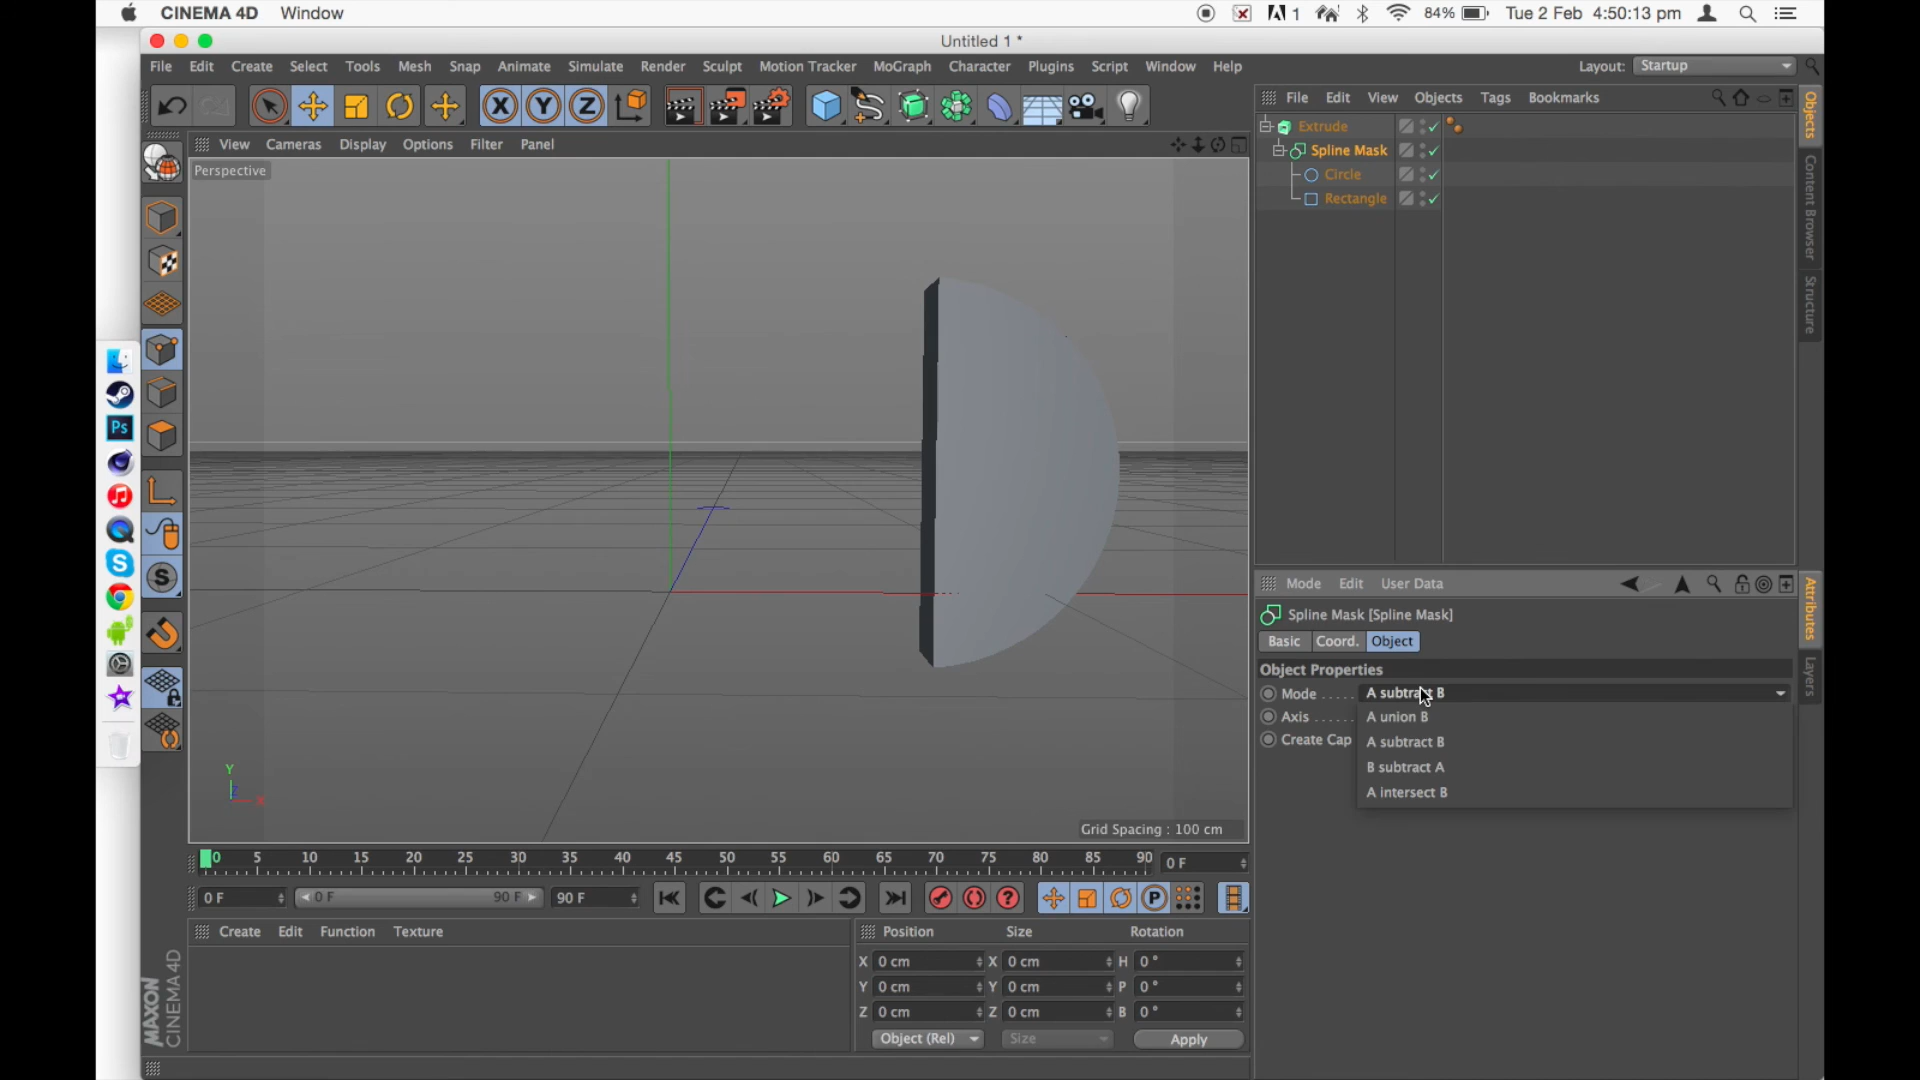 CINEMA 4D Window
1 84% Tue 2 Feb 4:50:13 pm
Untitled 1 *
File Edit Create Select Tools Mesh Snap Animate Simulate Render Sculpt Motion Tracker MoGraph Character Plugins Script Window Help Layout: Startup
X Y Z
File Edit View Objects Tags Bookmarks
Extrude
Spline Mask
Circle
Rectangle
Objects
Content Browser
Structure
View Cameras Display Options Filter Panel
Perspective
Y
Z
X
Grid Spacing : 100 cm
Ps
S
S
Mode Edit User Data
Spline Mask [Spline Mask]
Basic Coord. Object
Object Properties
Mode ..... A subtract B
Axis ......
Create Cap
A union B
A subtract B
B subtract A
A intersect B
Attributes
Layers
0 5 10 15 20 25 30 35 40 45 50 55 60 65 70 75 80 85 90 0 F
0 F 0 F 90 F 90 F
? P
Create Edit Function Texture
Position Size Rotation
X 0 cm X 0 cm H 0 °
Y 0 cm Y 0 cm P 0 °
Z 0 cm Z 0 cm B 0 °
Object (Rel) Size Apply
MAXON
CINEMA 4D